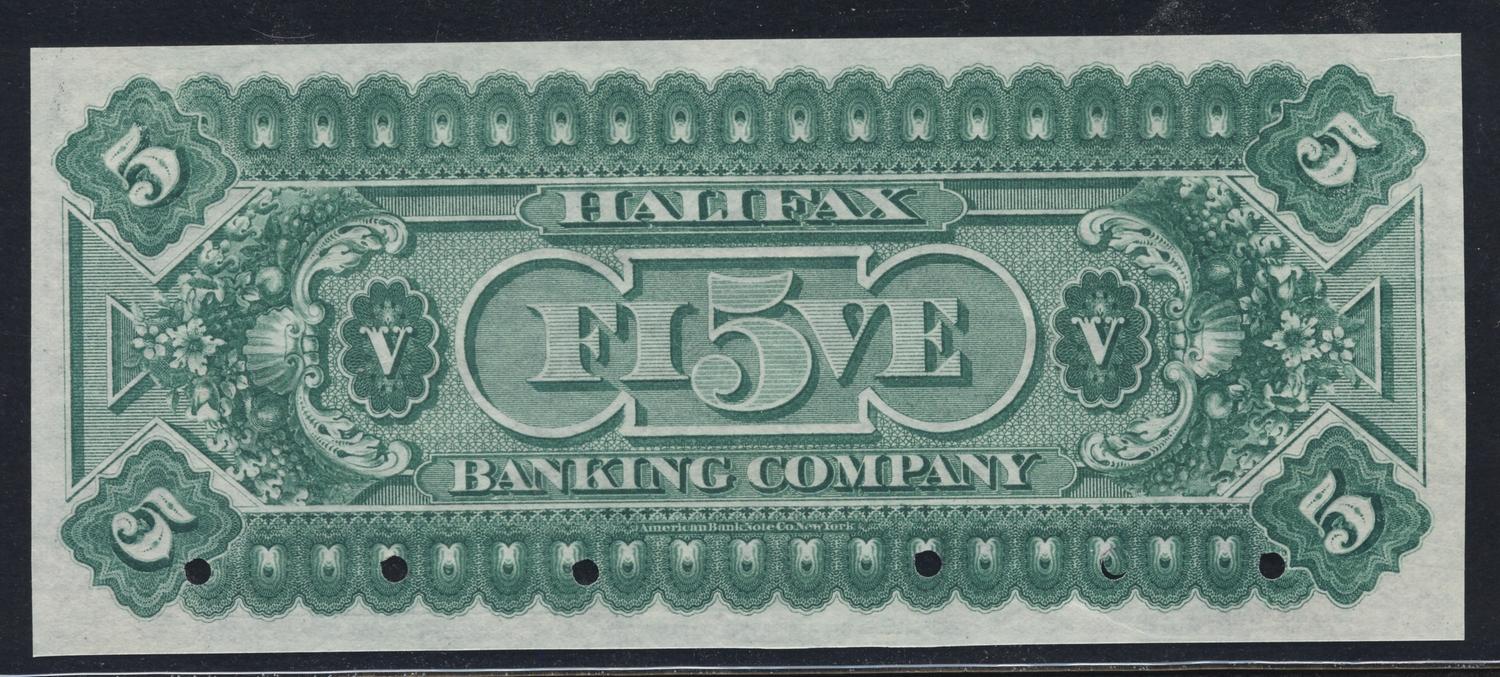 5 5
HALIFAX
V FI5VE V
BANKING COMPANY
American Bank Note Co. New York
5 5